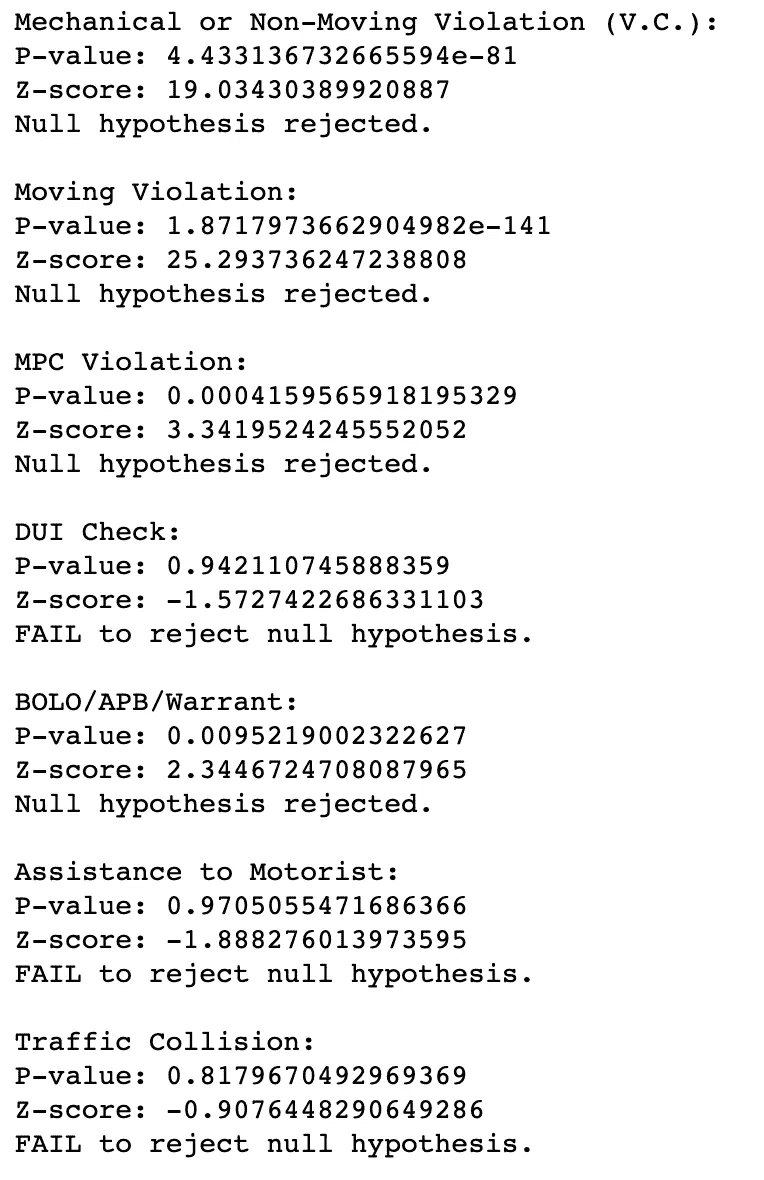 Mechanical or Non-Moving Violation (V.C.):
P-value: 4.433136732665594e-81
Z-score: 19.03430389920887
Null hypothesis rejected.
Moving Violation:
P-value: 1.8717973662904982e-141
Z-score: 25.293736247238808
Null hypothesis rejected.
MPC Violation:
P-value: 0.0004159565918195329
Z-score: 3.3419524245552052
Null hypothesis rejected.
DUI Check:
P-value: 0.942110745888359
Z-score: -1.5727422686331103
FAIL to reject null hypothesis.
BOLO/APB/Warrant:
P-value: 0.0095219002322627
Z-score: 2.3446724708087965
Null hypothesis rejected.
Assistance to Motorist:
P-value: 0.9705055471686366
Z-score: -1.888276013973595
FAIL to reject null hypothesis.
Traffic Collision:
P-value: 0.8179670492969369
Z-score: -0.9076448290649286
FAIL to reject null hypothesis.